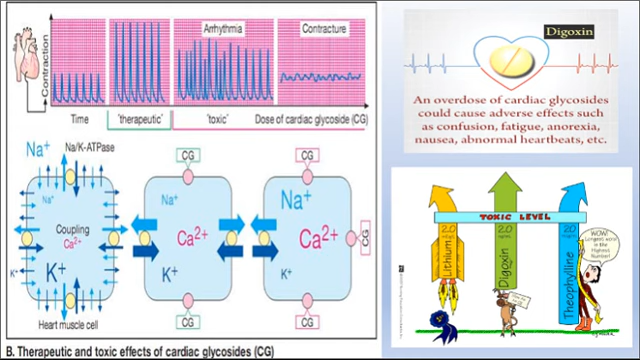 Contraction
Arrhythmia
Contracture
Time
'therapeutic'
'toxic'
Dose of cardiac glycoside (CG)
Na+
Na/K-ATPase
Na+
Coupling
Ca2+
K+
K+
Heart muscle cell
CG
Na+
Ca2+
K+
CG
CG
Na+
Ca2+
CG
K+
CG
B. Therapeutic and toxic effects of cardiac glycosides (CG)
Digoxin
An overdose of cardiac glycosides
could cause adverse effects such
as confusion, fatigue, anorexia,
nausea, abnormal heartbeats, etc.
TOXIC LEVEL
2.0
Lithium
2.0
Digoxin
20
Theophylline
WOW!
Longest word
is the
Highest
Number!